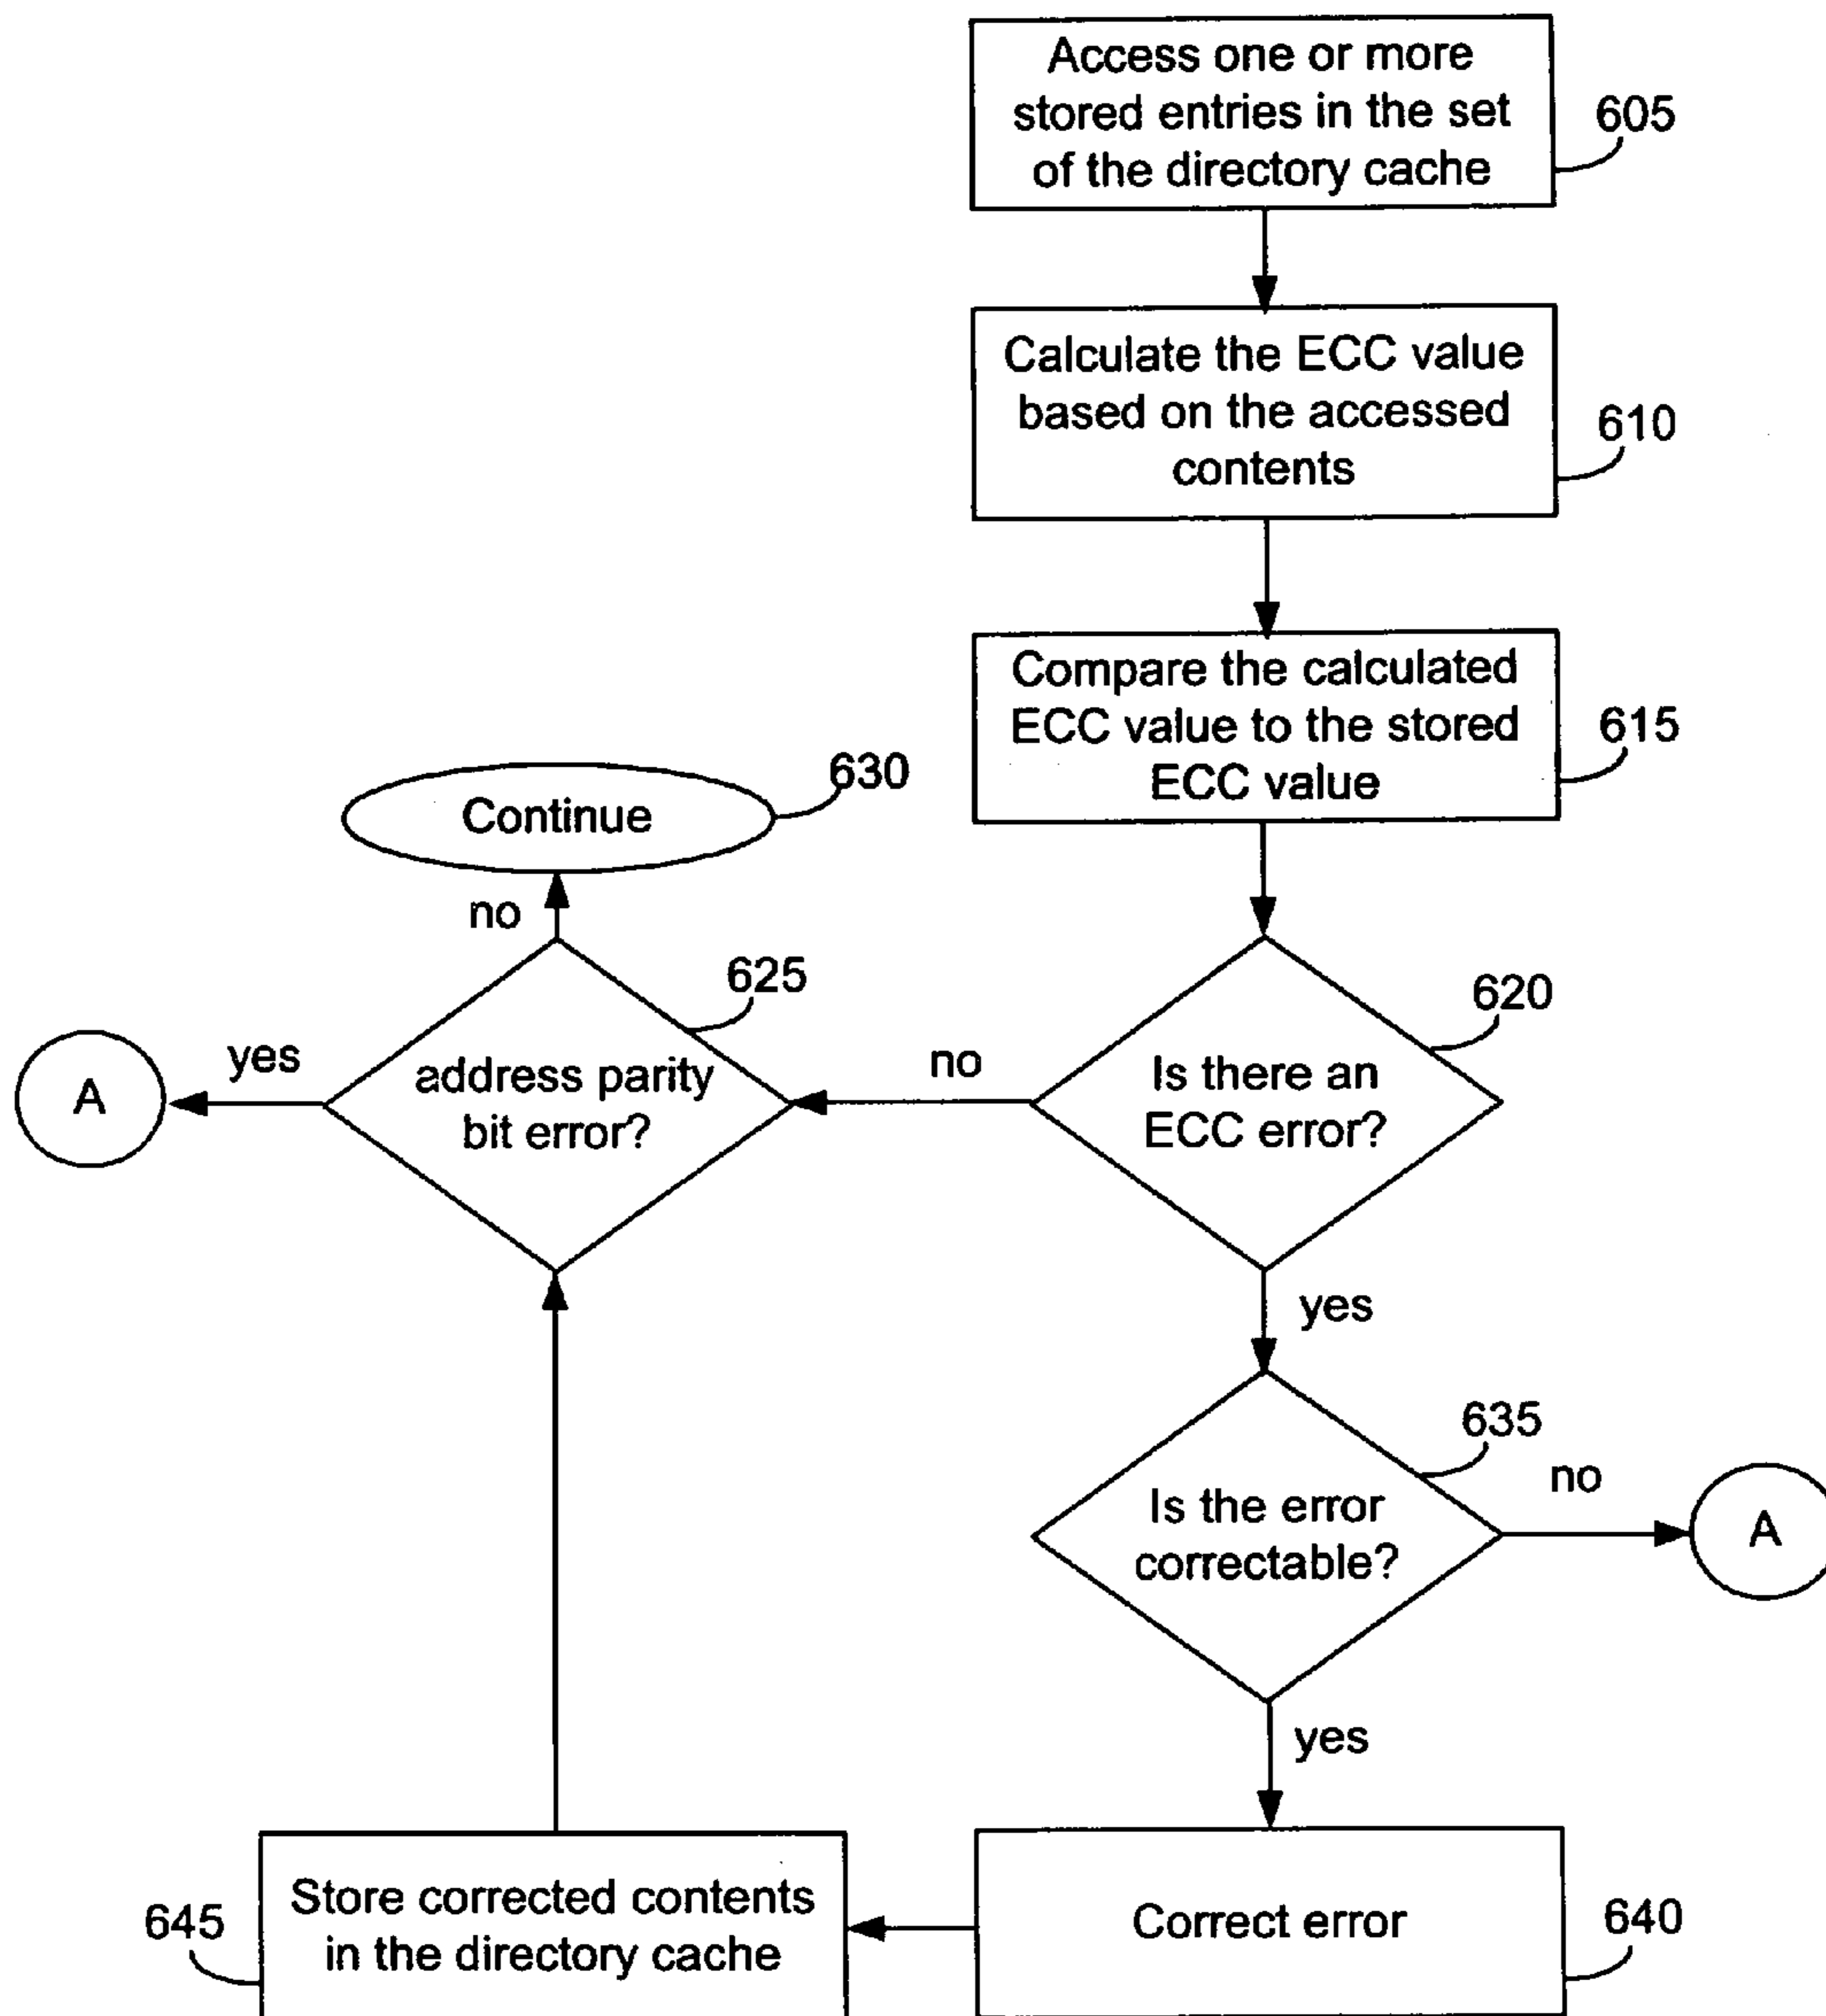 Access one or more
stored entries in the set
of the directory cache
605
Calculate the ECC value
based on the accessed
contents
610
Compare the calculated
ECC value to the stored
ECC value
615
Continue
630
no
625
address parity
bit error?
yes
A
no
620
Is there an
ECC error?
yes
635
Is the error
correctable?
no
A
yes
Store corrected contents
in the directory cache
645
Correct error
640